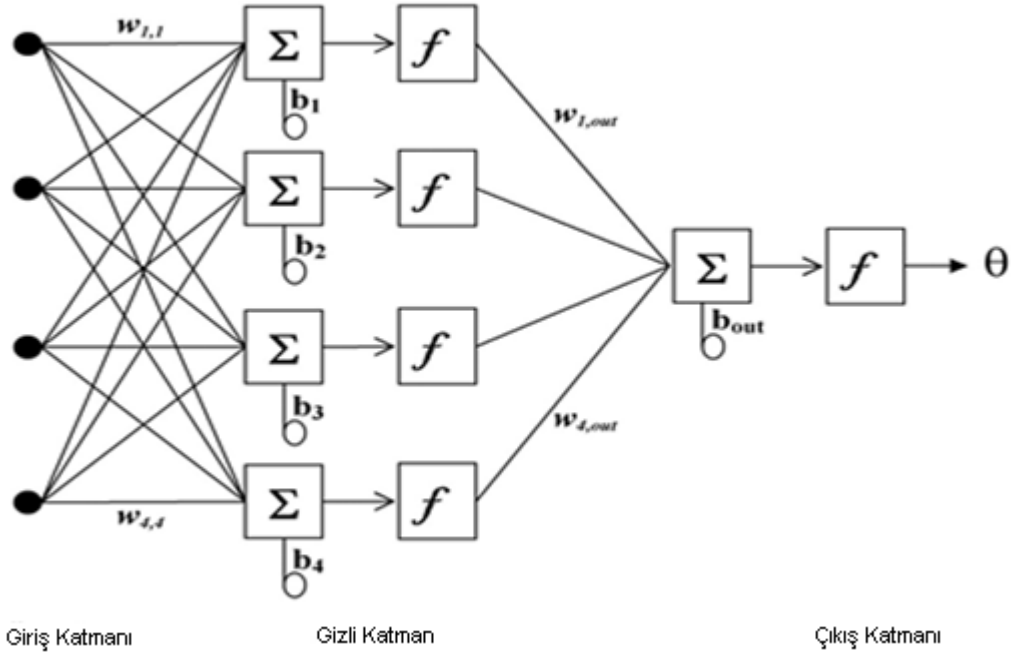 w1,1
Σ
f
b1
w1,out
Σ
f
b2
Σ
f
θ
bout
Σ
f
b3
w4,out
Σ
f
w4,4
b4
Giriş Katmanı
Gizli Katman
Çıkış Katmanı